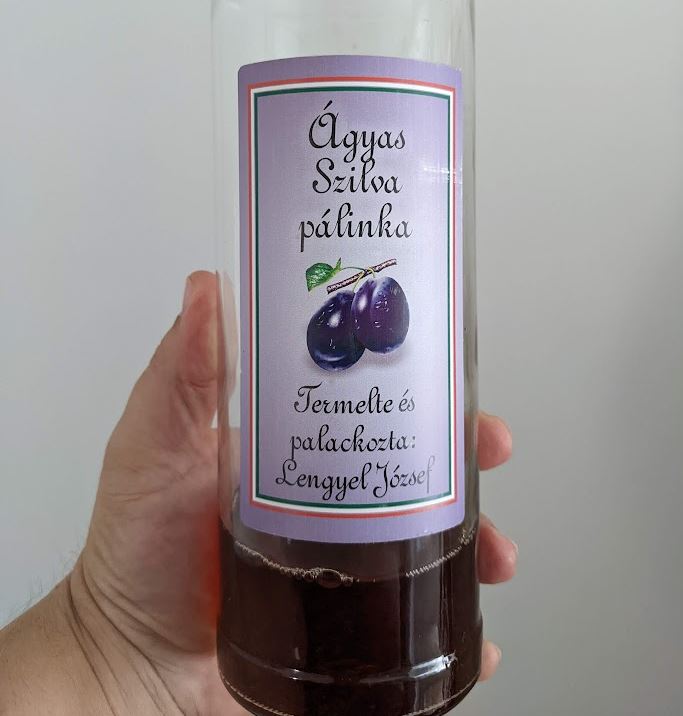 Ágyas
Szilva
pálinka
Termelte és
palackozta:
Lengyel József